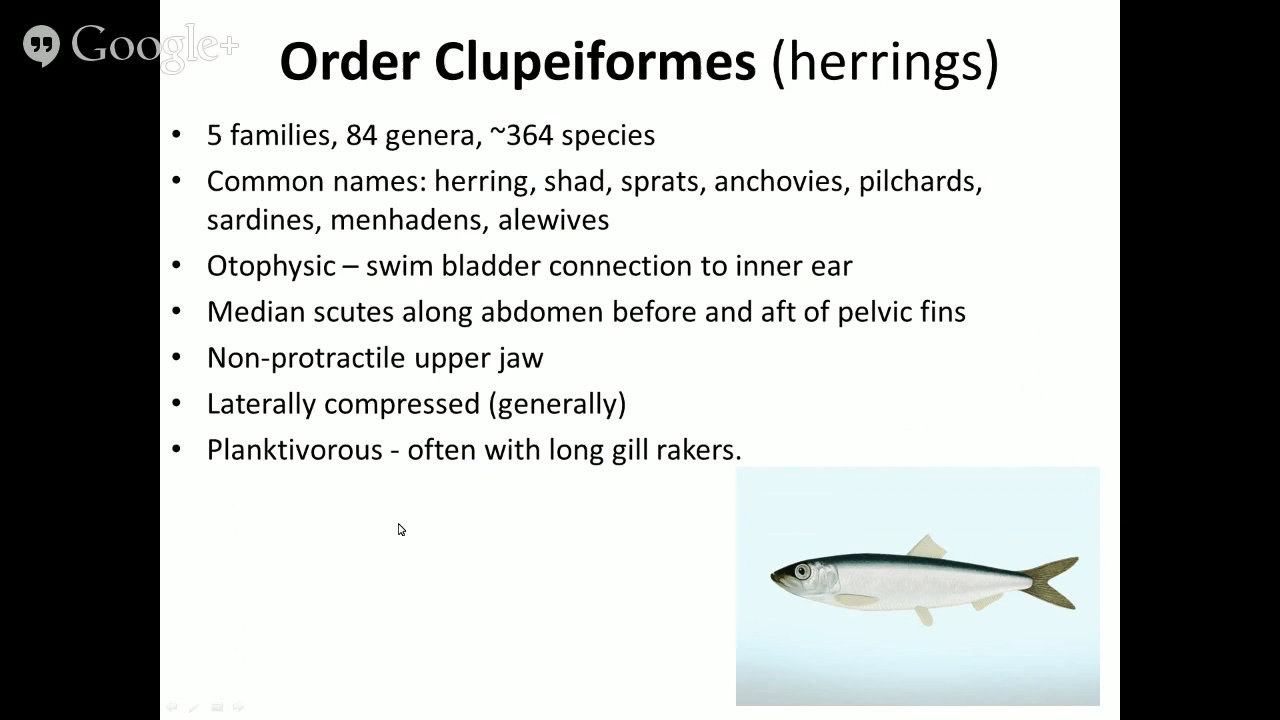 Google+
Order Clupeiformes (herrings)
• 5 families, 84 genera, ~364 species
• Common names: herring, shad, sprats, anchovies, pilchards,
sardines, menhadens, alewives
• Otophysic – swim bladder connection to inner ear
• Median scutes along abdomen before and aft of pelvic fins
• Non-protractile upper jaw
• Laterally compressed (generally)
• Planktivorous - often with long gill rakers.